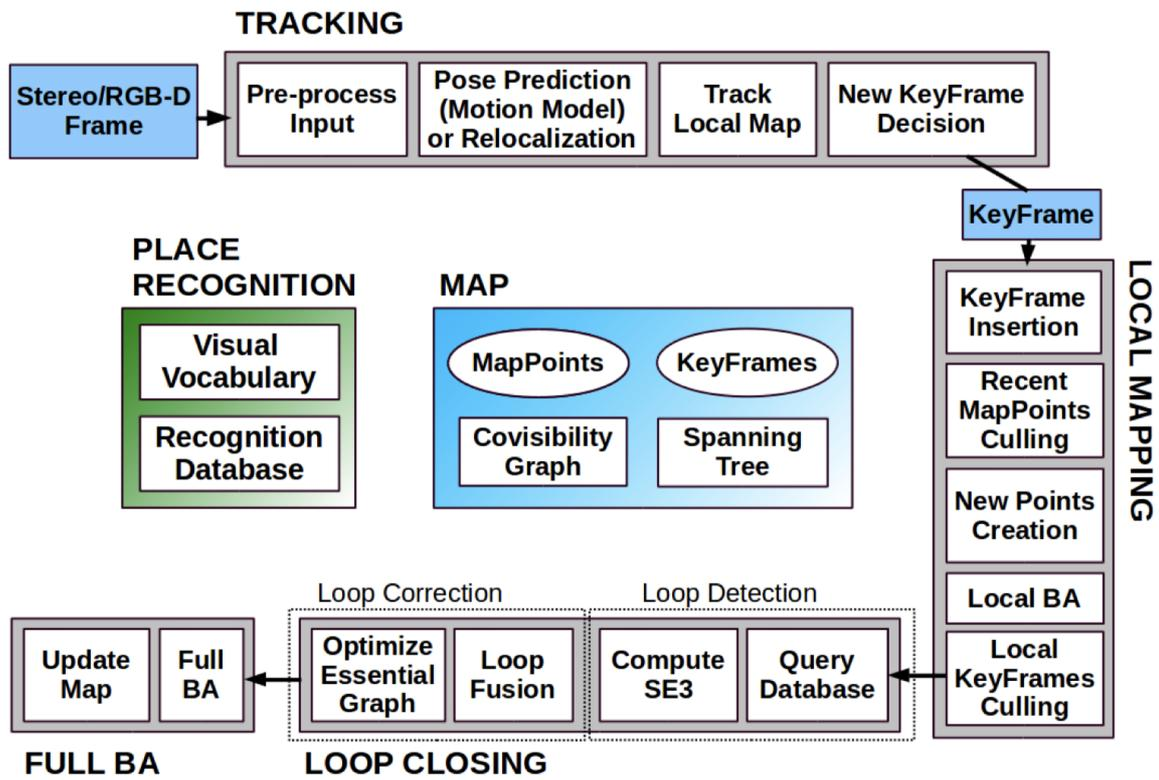 TRACKING
Stereo/RGB-D
Frame
Pre-process
Input
Pose Prediction
(Motion Model)
or Relocalization
Track
Local Map
New KeyFrame
Decision
KeyFrame
PLACE
RECOGNITION
Visual
Vocabulary
Recognition
Database
MAP
MapPoints
KeyFrames
Covisibility
Graph
Spanning
Tree
LOCAL MAPPING
KeyFrame
Insertion
Recent
MapPoints
Culling
New Points
Creation
Local BA
Local
KeyFrames
Culling
Loop Correction
Loop Detection
Update
Map
Full
BA
Optimize
Essential
Graph
Loop
Fusion
Compute
SE3
Query
Database
FULL BA
LOOP CLOSING